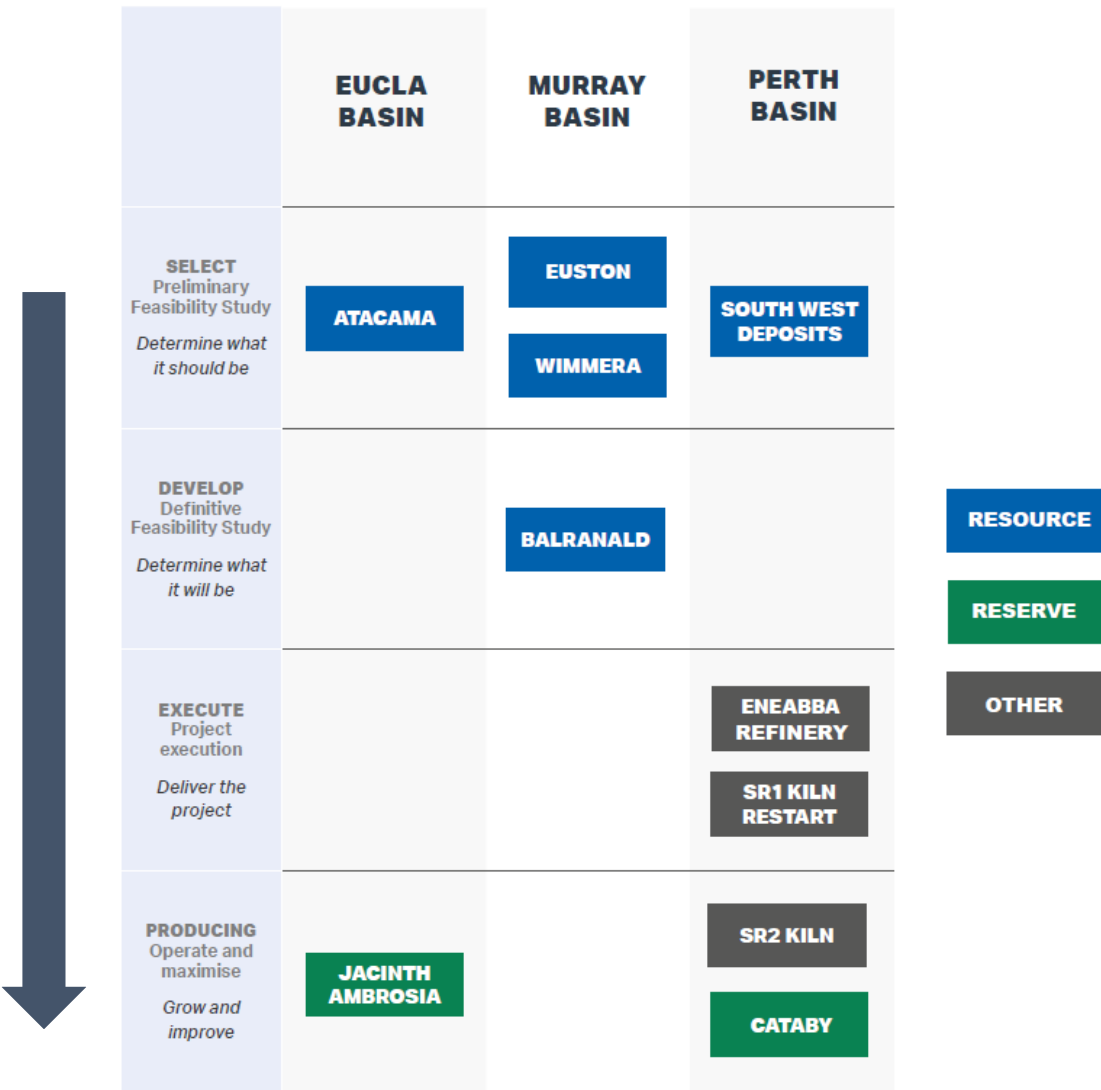 EUCLA
BASIN
MURRAY
BASIN
PERTH
BASIN
SELECT
Preliminary
Feasibility Study
Determine what
it should be
ATACAMA
EUSTON
WIMMERA
SOUTH WEST
DEPOSITS
DEVELOP
Definitive
Feasibility Study
Determine what
it will be
BALRANALD
EXECUTE
Project
execution
Deliver the
project
ENEABBA
REFINERY
SR1 KILN
RESTART
PRODUCING
Operate and
maximise
Grow and
improve
JACINTH
AMBROSIA
SR2 KILN
CATABY
RESOURCE
RESERVE
OTHER